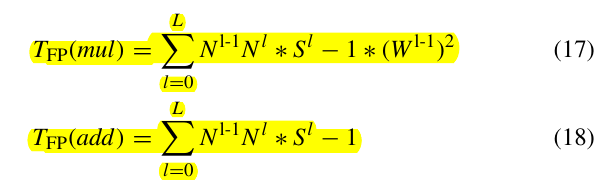 T_FP(mul) = ∑_{l=0}^{L} N^{l-1}N^l * S^l − 1 * (W^{l-1})^2 (17)
T_FP(add) = ∑_{l=0}^{L} N^{l-1}N^l * S^l − 1 (18)